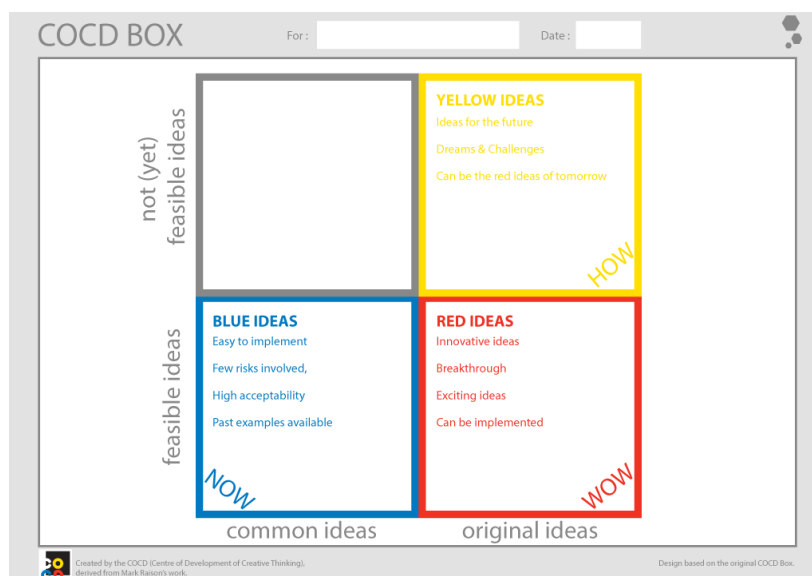 COCD BOX
For :
Date :
not (yet)
feasible ideas
YELLOW IDEAS
Ideas for the future
Dreams & Challenges
Can be the red ideas of tomorrow
HOW
feasible ideas
BLUE IDEAS
Easy to implement
Few risks involved,
High acceptability
Past examples available
NOW
RED IDEAS
Innovative ideas
Breakthrough
Exciting ideas
Can be implemented
WOW
common ideas
original ideas
Created by the COCD (Centre of Development of Creative Thinking),
derived from Mark Raison's work.
Design based on the original COCD Box.